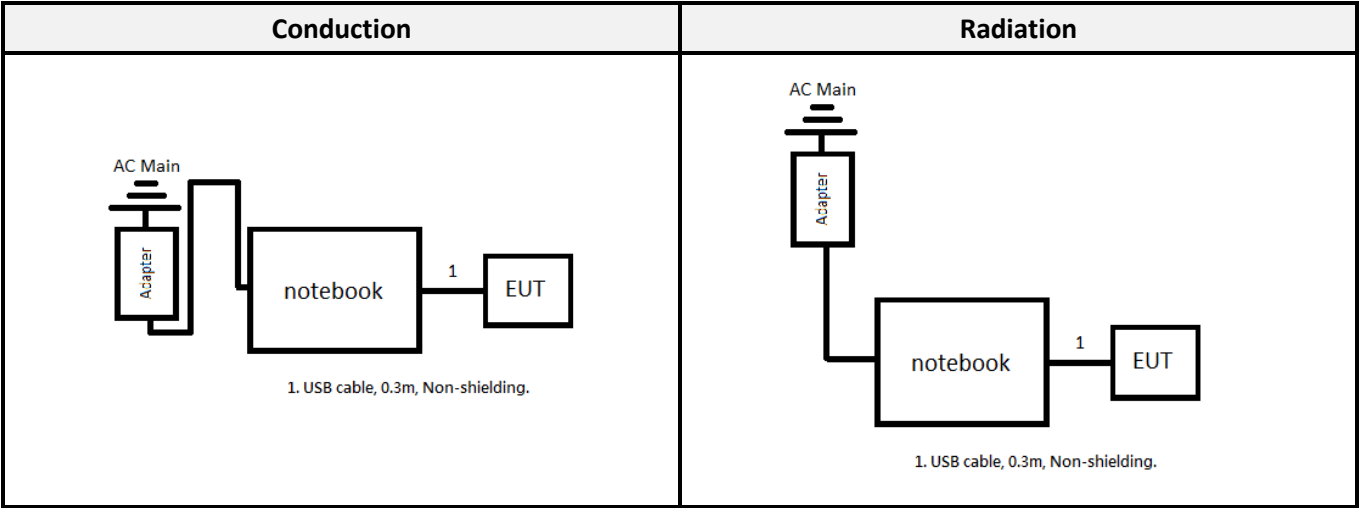 Conduction
Radiation
AC Main
Adapter
notebook
1
EUT
1. USB cable, 0.3m, Non-shielding.
AC Main
Adapter
notebook
1
EUT
1. USB cable, 0.3m, Non-shielding.